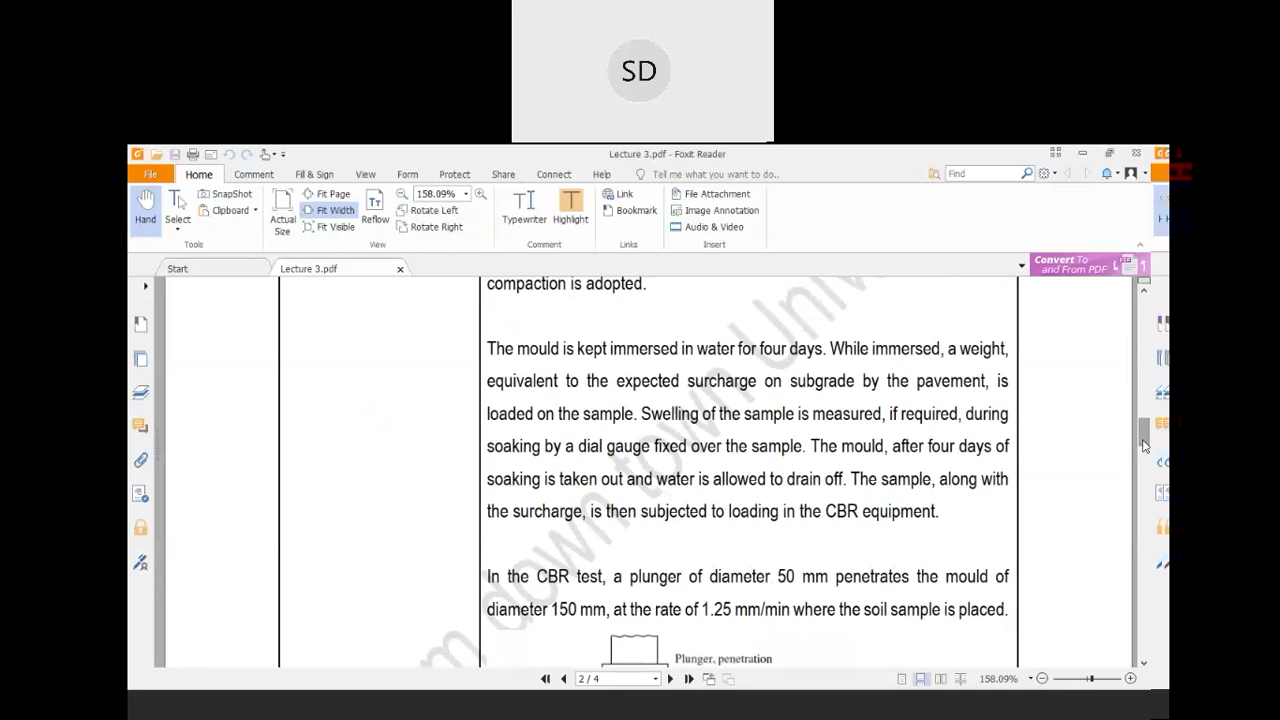 SD
Lecture 3.pdf - Foxit Reader
File Home Comment Fill & Sign View Form Protect Share Connect Help Tell me what you want to do.. Find
Hand
Select
SnapShot
Clipboard
Tools
Actual Size
Fit Page
Fit Width
Fit Visible
Reflow
158.09%
Rotate Left
Rotate Right
View
Typewriter
Highlight
Comment
Link
Bookmark
Links
File Attachment
Image Annotation
Audio & Video
Insert
Start
Lecture 3.pdf
Convert To
and From PDF
compaction is adopted.
The mould is kept immersed in water for four days. While immersed, a weight,
equivalent to the expected surcharge on subgrade by the pavement, is
loaded on the sample. Swelling of the sample is measured, if required, during
soaking by a dial gauge fixed over the sample. The mould, after four days of
soaking is taken out and water is allowed to drain off. The sample, along with
the surcharge, is then subjected to loading in the CBR equipment.
In the CBR test, a plunger of diameter 50 mm penetrates the mould of
diameter 150 mm, at the rate of 1.25 mm/min where the soil sample is placed.
Plunger, penetration
m down town Univ
2 / 4
158.09%